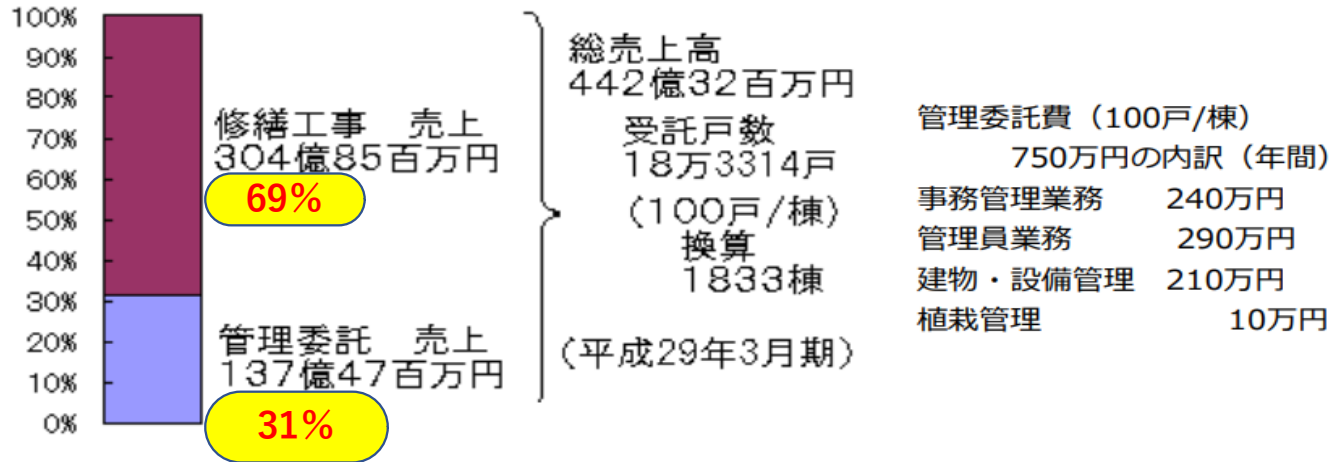 100%
90%
80%
70%
60%
50%
40%
30%
20%
10%
0%
修繕工事 売上
304億85百万円
69%
管理委託 売上
137億47百万円
31%
総売上高
442億32百万円
受託戸数
18万3314戸
(100戸/棟)
換算
1833棟
(平成29年3月期)
管理委託費(100戸/棟)
750万円の内訳(年間)
事務管理業務 240万円
管理員業務 290万円
建物・設備管理 210万円
植栽管理 10万円